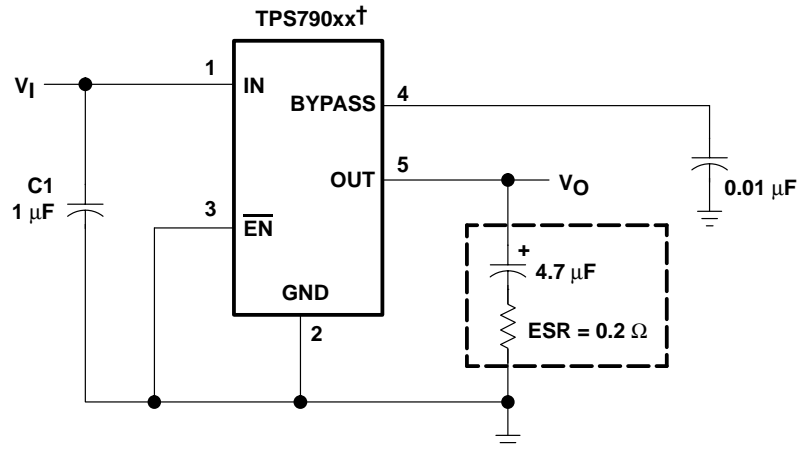 TPS790xx†
VI
1
IN
BYPASS
4
0.01 μF
C1
1 μF
OUT
5
VO
3
EN
+
4.7 μF
GND
2
ESR = 0.2 Ω